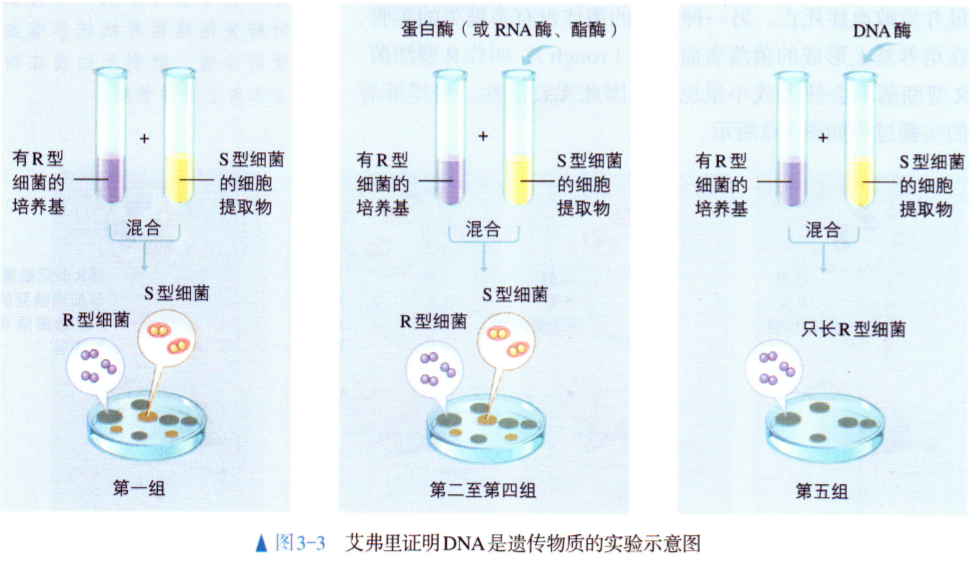 有R型
细菌的
培养基
+
S型细菌
的细胞
提取物
混合
R型细菌
S型细菌
第一组
蛋白酶（或RNA酶、酯酶）
有R型
细菌的
培养基
+
S型细菌
的细胞
提取物
混合
R型细菌
S型细菌
第二至第四组
DNA酶
有R型
细菌的
培养基
+
S型细菌
的细胞
提取物
混合
只长R型细菌
第五组
▲ 图3-3 艾弗里证明DNA是遗传物质的实验示意图